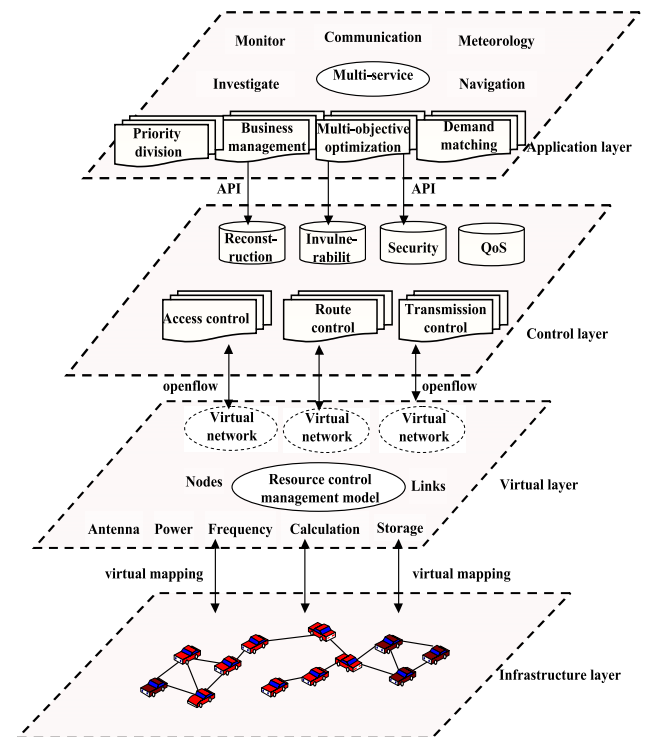 Monitor
Communication
Meteorology
Investigate
Multi-service
Navigation
Priority
division
Business
management
Multi-objective
optimization
Demand
matching
Application layer
API
API
Reconst-
ruction
Invulne-
rabilit
Security
QoS
Access control
Route
control
Transmission
control
Control layer
openflow
openflow
Virtual
network
Virtual
network
Virtual
network
Nodes
Resource control
management model
Links
Virtual layer
Antenna
Power
Frequency
Calculation
Storage
virtual mapping
virtual mapping
Infrastructure layer